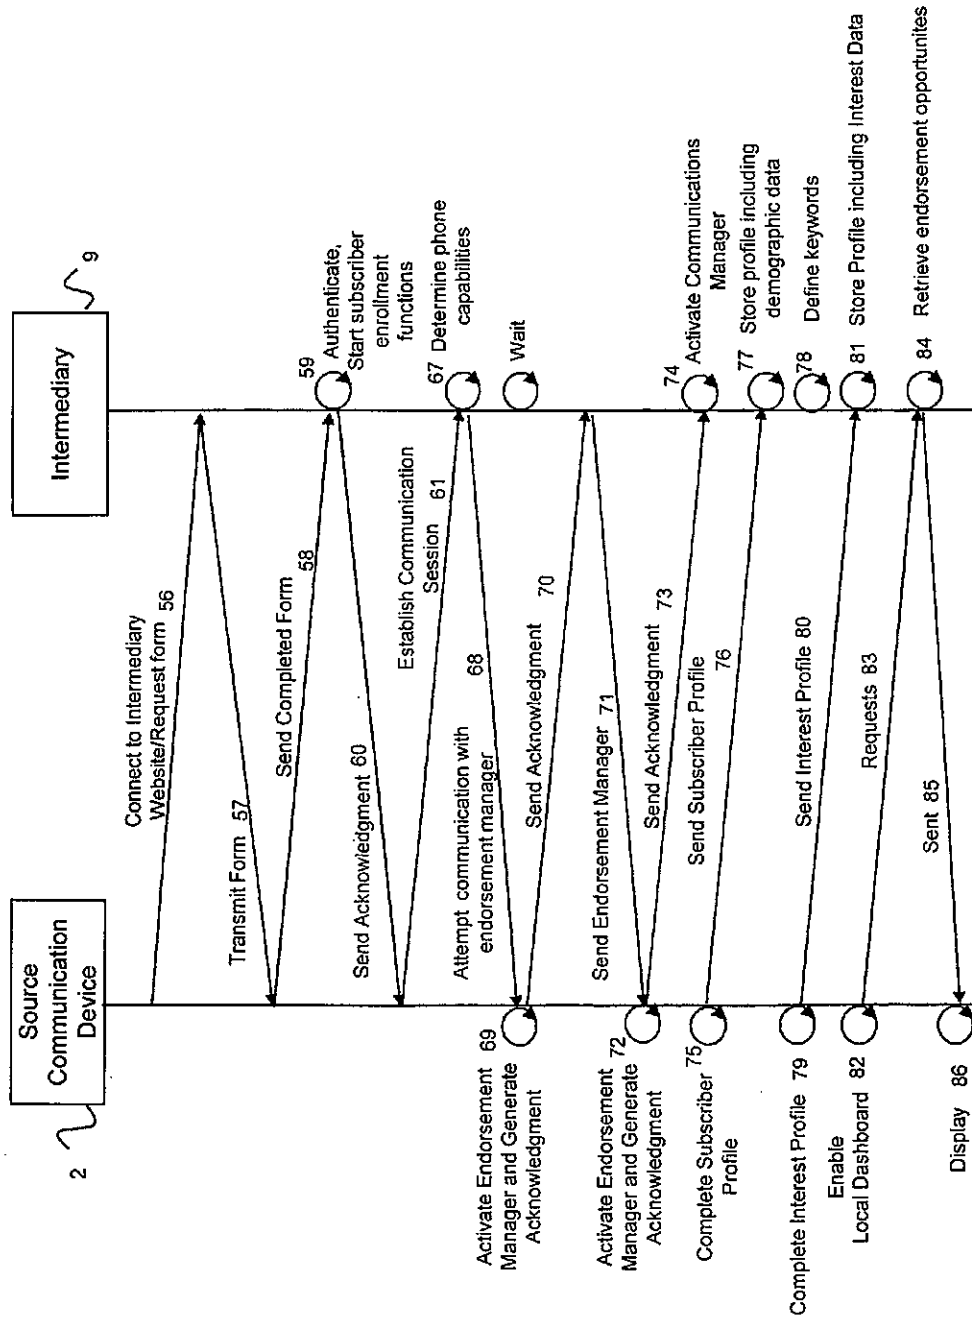 Source
Communication
Device
2
Intermediary
9
Connect to Intermediary
Website/Request form 56
Transmit Form 57
Send Completed Form 58
59
Authenticate,
Start subscriber
enrollment
functions
Send Acknowledgment 60
Establish Communication
Session 61
67
Determine phone
capabilities
Attempt communication with
endorsement manager
68
Wait
Activate Endorsement 69
Manager and Generate
Acknowledgment
Send Acknowledgment 70
Send Endorsement Manager 71
Activate Endorsement 72
Manager and Generate
Acknowledgment
Send Acknowledgment 73
74
Activate Communications
Manager
Complete Subscriber 75
Profile
Send Subscriber Profile
76
77
Store profile including
demographic data
78
Define keywords
Complete Interest Profile 79
Send Interest Profile 80
81
Store Profile including Interest Data
Enable
Local Dashboard 82
Requests 83
84
Retrieve endorsement opportunites
Sent 85
Display 86